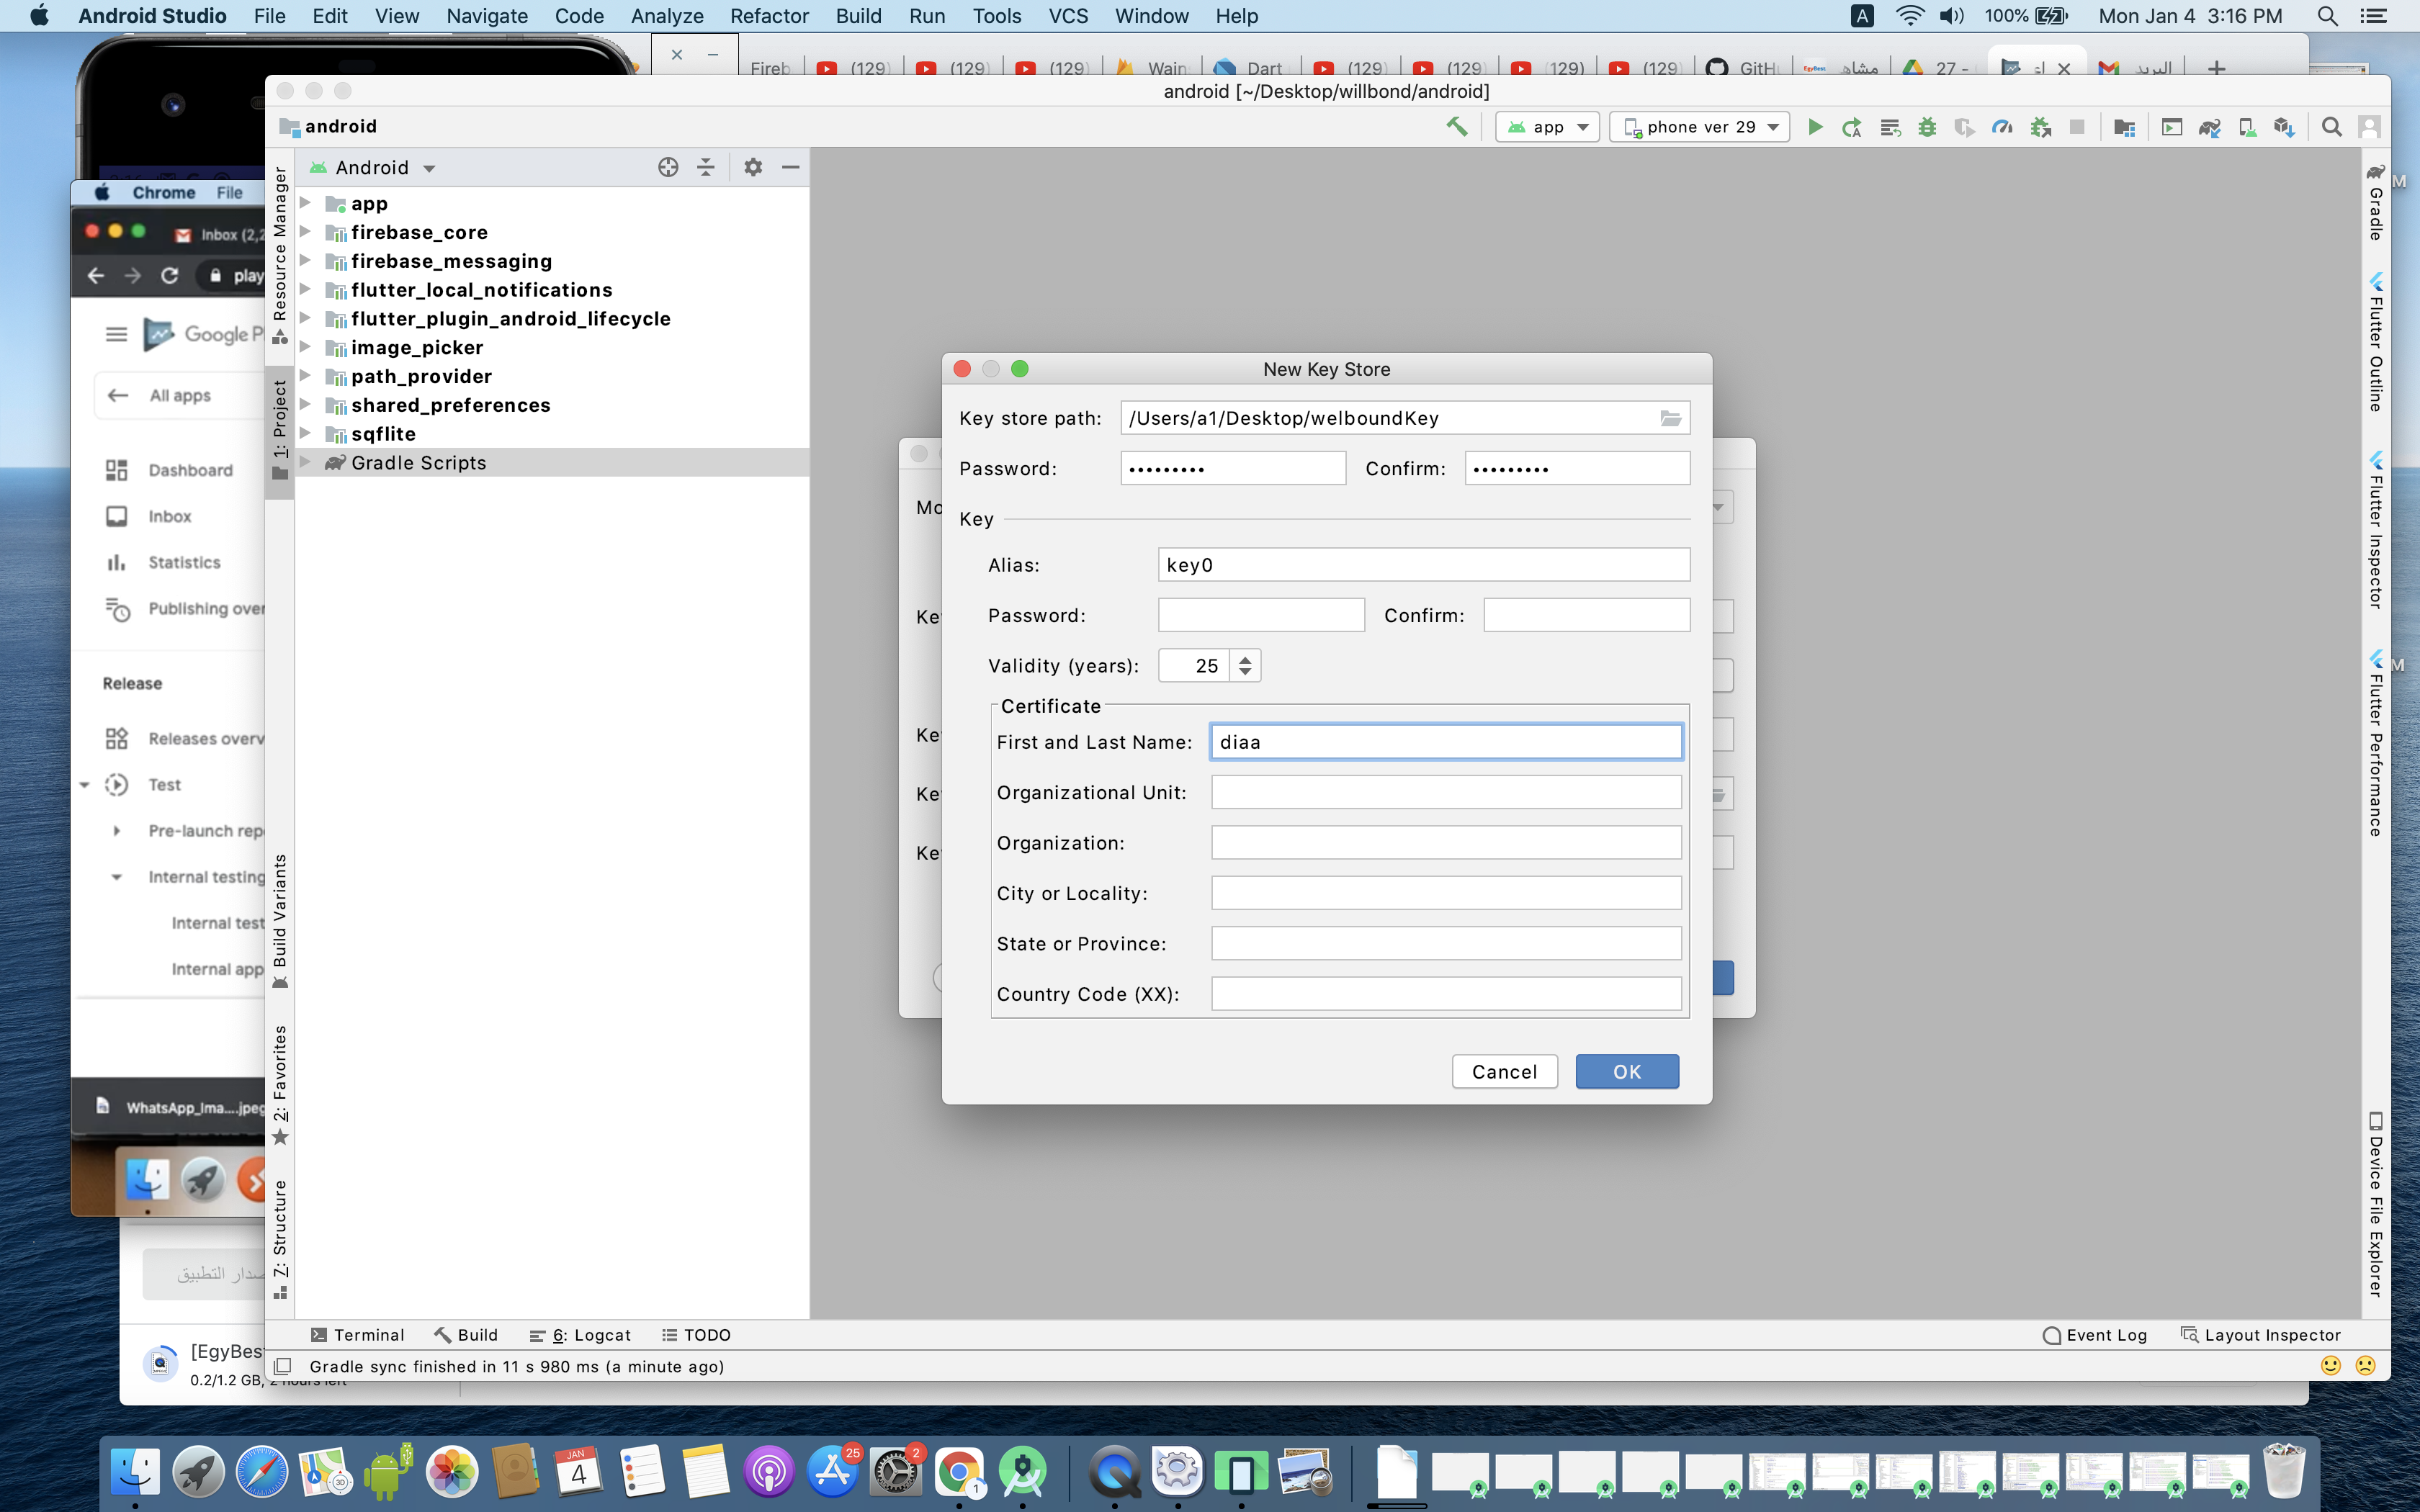 Android Studio File Edit View Navigate Code Analyze Refactor Build Run Tools VCS Window Help
A 100% Mon Jan 4 3:16 PM
(129) (129) (129) Dart (129) (129) (129) (129) مشاهد 27 - البريد
android [~/Desktop/willbond/android]
android
app
phone ver 29
Android
app
firebase_core
firebase_messaging
flutter_local_notifications
flutter_plugin_android_lifecycle
image_picker
path_provider
shared_preferences
sqflite
Gradle Scripts
Resource Manager
1: Project
Build Variants
2: Favorites
7: Structure
Chrome File
Inbox (2,2
play
Google P
All apps
Dashboard
Inbox
Statistics
Publishing over
Release
Releases overv
Test
Pre-launch rep
Internal testing
Internal test
Internal app
WhatsApp_Ima....jpeg
New Key Store
Key store path: /Users/a1/Desktop/welboundKey
Password: ••••••••• Confirm: •••••••••
Key
Alias: key0
Password: Confirm:
Validity (years): 25
Certificate
First and Last Name: diaa
Organizational Unit:
Organization:
City or Locality:
State or Province:
Country Code (XX):
Cancel OK
Mo
Ke
Ke
Ke
Ke
Gradle
Flutter Outline
Flutter Inspector
Flutter Performance
Device File Explorer
M
M
Terminal Build 6: Logcat TODO
Event Log Layout Inspector
Gradle sync finished in 11 s 980 ms (a minute ago)
صدار التطبيق
[EgyBes
0.2/1.2 GB, 2 hours left
JAN
4
3D
25
2
1